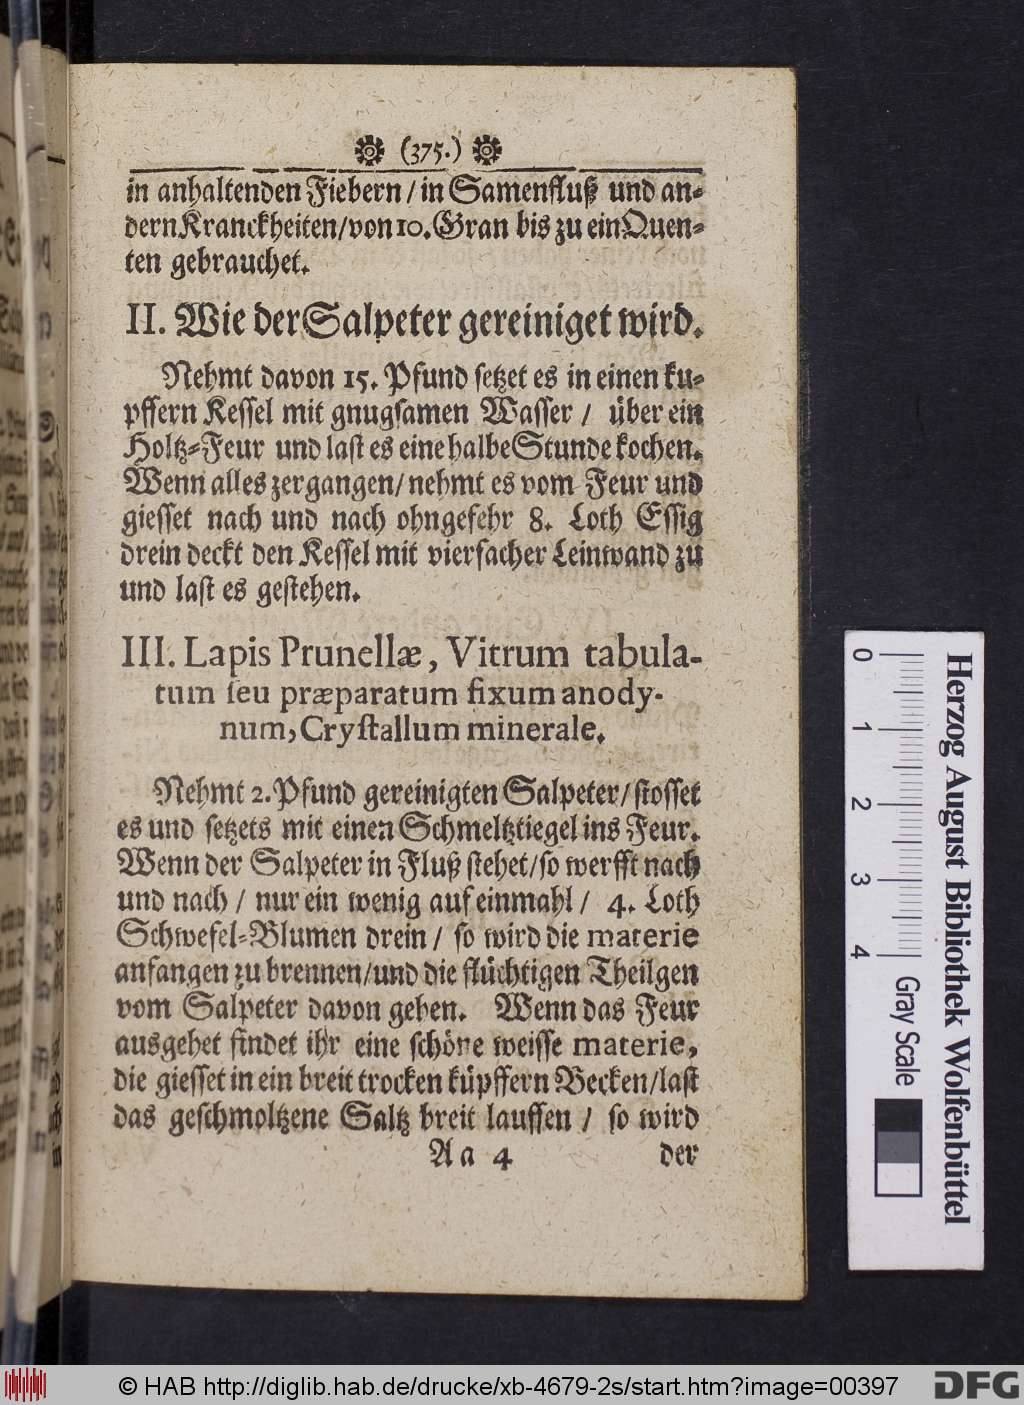 (375.)
in anhaltenden Fiebern / in Samenfluß und an-
dern Kranckheiten/von 10. Gran bis zu ein Quen-
ten gebrauchet.
II. Wie der Salpeter gereiniget wird.
Nehmt davon 15. Pfund setzet es in einen ku-
pffern Kessel mit gnugsamen Wasser / über ein
Holtz-Feur und last es eine halbe Stunde kochen.
Wenn alles zergangen/ nehmt es vom Feur und
giesset nach und nach ohngefehr 8. Loth Essig
drein deckt den Kessel mit vierfacher Leinwand zu
und last es gestehen.
III. Lapis Prunellæ, Vitrum tabula-
tum seu præparatum fixum anody-
num, Crystallum minerale.
Nehmt 2. Pfund gereinigten Salpeter/ stosset
es und setzets mit einen Schmeltztiegel ins Feur.
Wenn der Salpeter in Fluß stehet/so werfft nach
und nach / nur ein wenig auf einmahl / 4. Loth
Schwefel-Blumen drein / so wird die materie
anfangen zu brennen/und die flüchtigen Theilgen
vom Salpeter davon gehen. Wenn das Feur
ausgehet findet ihr eine schöne weisse materie,
die giesset in ein breit trocken küpffern Becken/last
das geschmoltzene Saltz breit lauffen / so wird
Aa 4 der
0 1 2 3 4 Gray Scale
Herzog August Bibliothek Wolfenbüttel
© HAB http://diglib.hab.de/drucke/xb-4679-2s/start.htm?image=00397
DFG